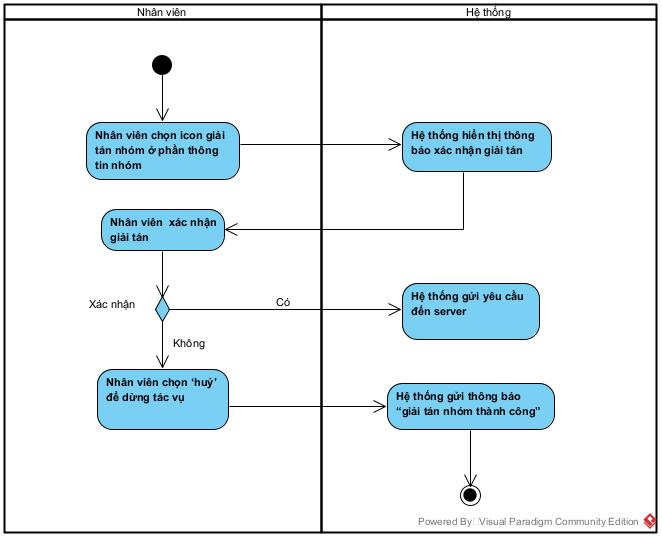 Nhân viên
Hệ thống
Nhân viên chọn icon giải
tán nhóm ở phần thông
tin nhóm
Hệ thống hiển thị thông
báo xác nhận giải tán
Nhân viên xác nhận
giải tán
Xác nhận
Có
Hệ thống gửi yêu cầu
đến server
Không
Nhân viên chọn ‘huỷ’
để dừng tác vụ
Hệ thống gửi thông báo
“giải tán nhóm thành công”
Powered By Visual Paradigm Community Edition